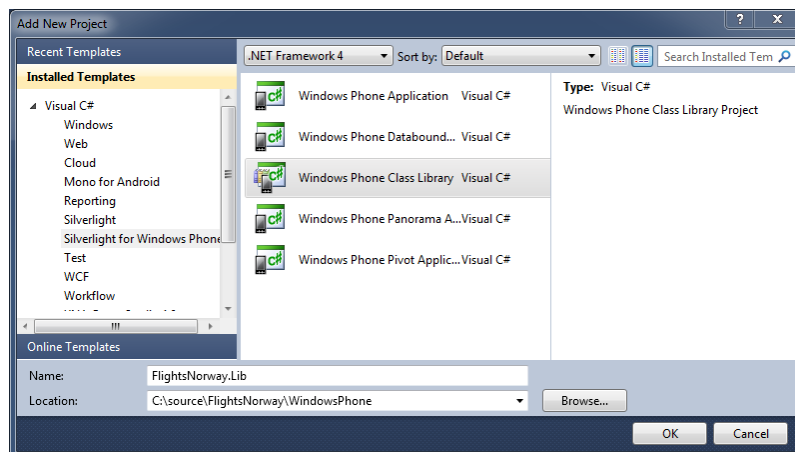 Add New Project
Recent Templates
Installed Templates
Visual C#
Windows
Web
Cloud
Mono for Android
Reporting
Silverlight
Silverlight for Windows Phone
Test
WCF
Workflow
Online Templates
.NET Framework 4
Sort by: Default
Search Installed Tem
Windows Phone Application Visual C#
Windows Phone Databound... Visual C#
Windows Phone Class Library Visual C#
Windows Phone Panorama A...Visual C#
Windows Phone Pivot Applic...Visual C#
Type: Visual C#
Windows Phone Class Library Project
Name: FlightsNorway.Lib
Location: C:\source\FlightsNorway\WindowsPhone
Browse...
OK
Cancel